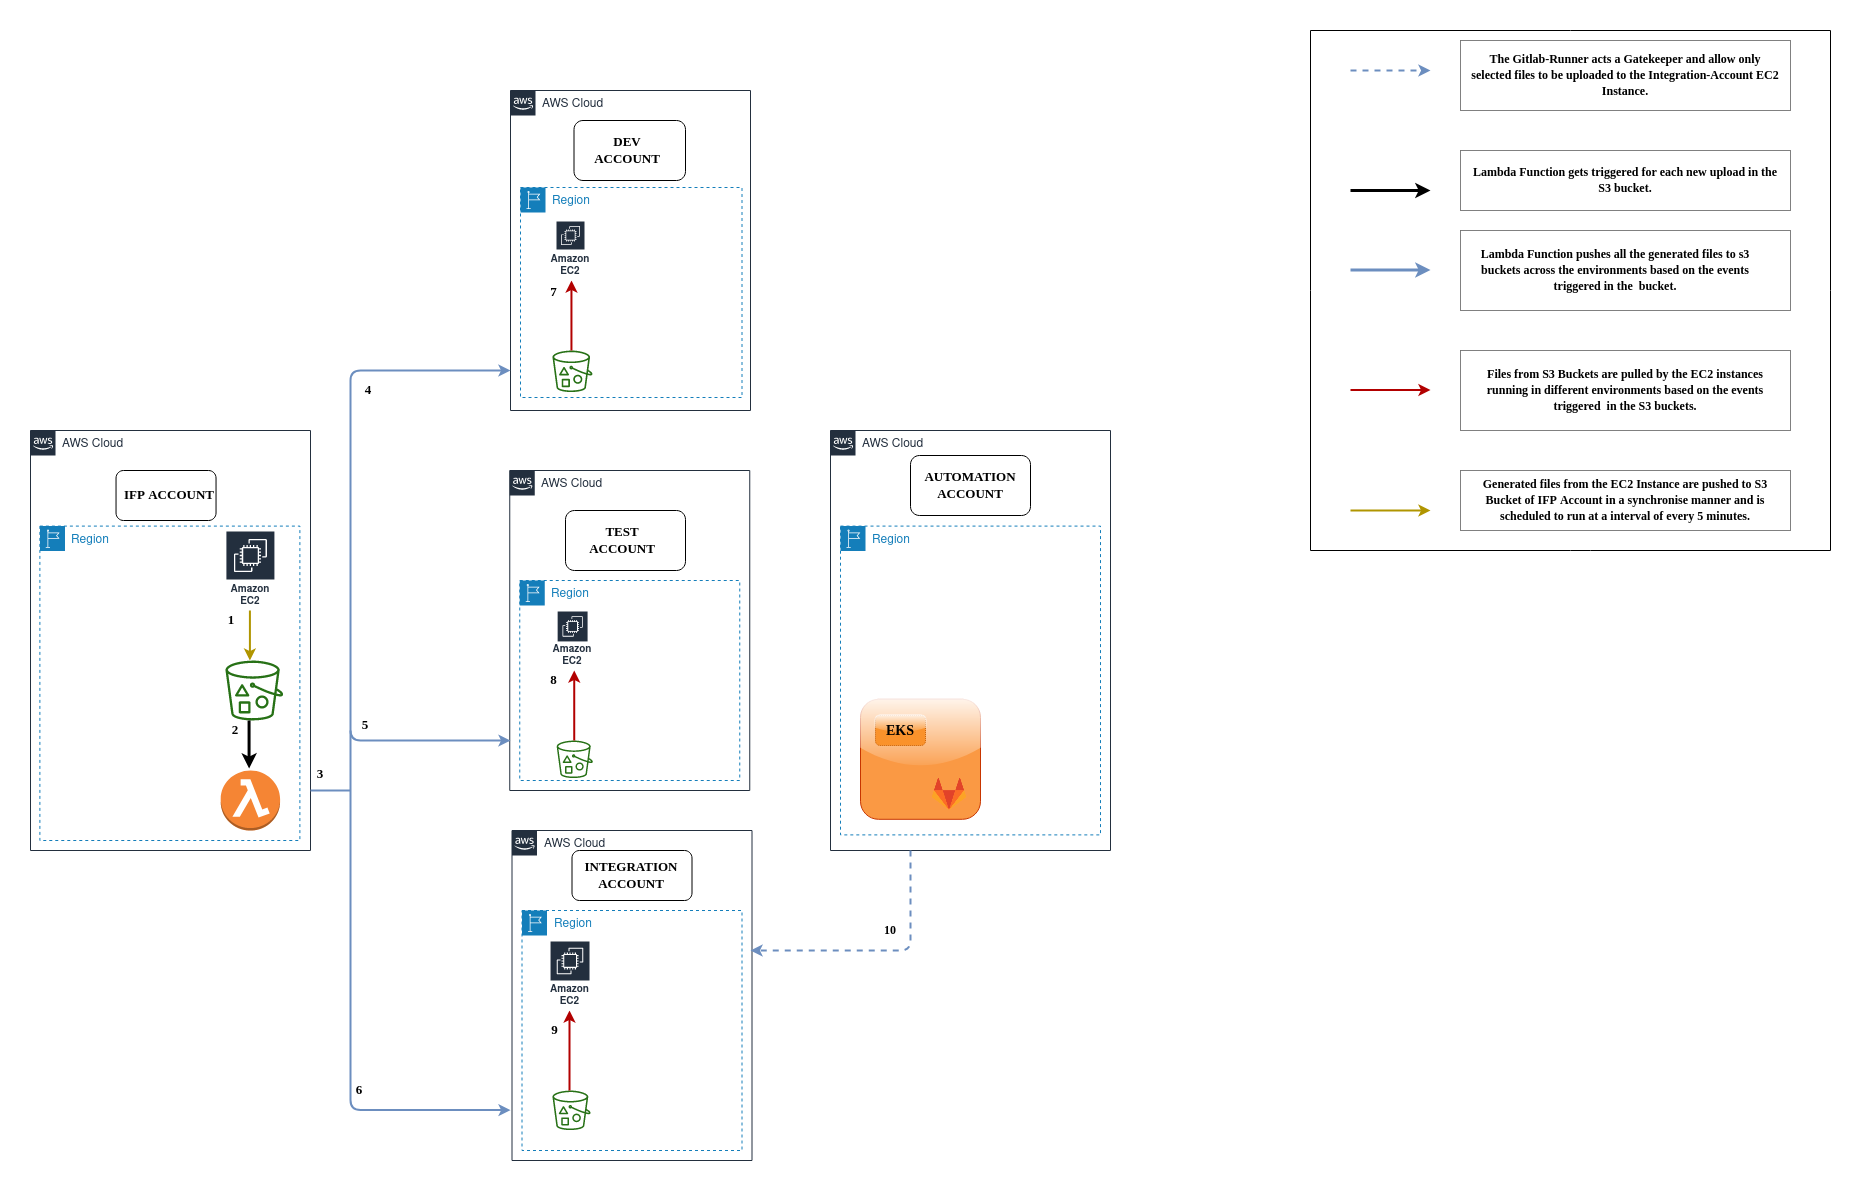 aws AWS Cloud
DEV
ACCOUNT
Region
Amazon
EC2
7
4
aws AWS Cloud
IFP ACCOUNT
Region
Amazon
EC2
1
2
3
aws AWS Cloud
TEST
ACCOUNT
Region
Amazon
EC2
8
5
aws AWS Cloud
INTEGRATION
ACCOUNT
Region
Amazon
EC2
9
6
aws AWS Cloud
AUTOMATION
ACCOUNT
Region
EKS
10
The Gitlab-Runner acts a Gatekeeper and allow only
selected files to be uploaded to the Integration-Account EC2
Instance.
Lambda Function gets triggered for each new upload in the
S3 bucket.
Lambda Function pushes all the generated files to s3
buckets across the environments based on the events
triggered in the bucket.
Files from S3 Buckets are pulled by the EC2 instances
running in different environments based on the events
triggered in the S3 buckets.
Generated files from the EC2 Instance are pushed to S3
Bucket of IFP Account in a synchronise manner and is
scheduled to run at a interval of every 5 minutes.